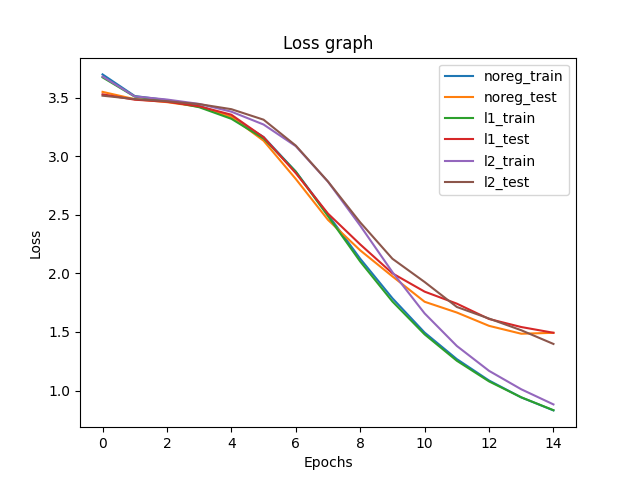 Loss graph
noreg_train
noreg_test
l1_train
l1_test
l2_train
l2_test
Loss
3.5
3.0
2.5
2.0
1.5
1.0
0 2 4 6 8 10 12 14
Epochs